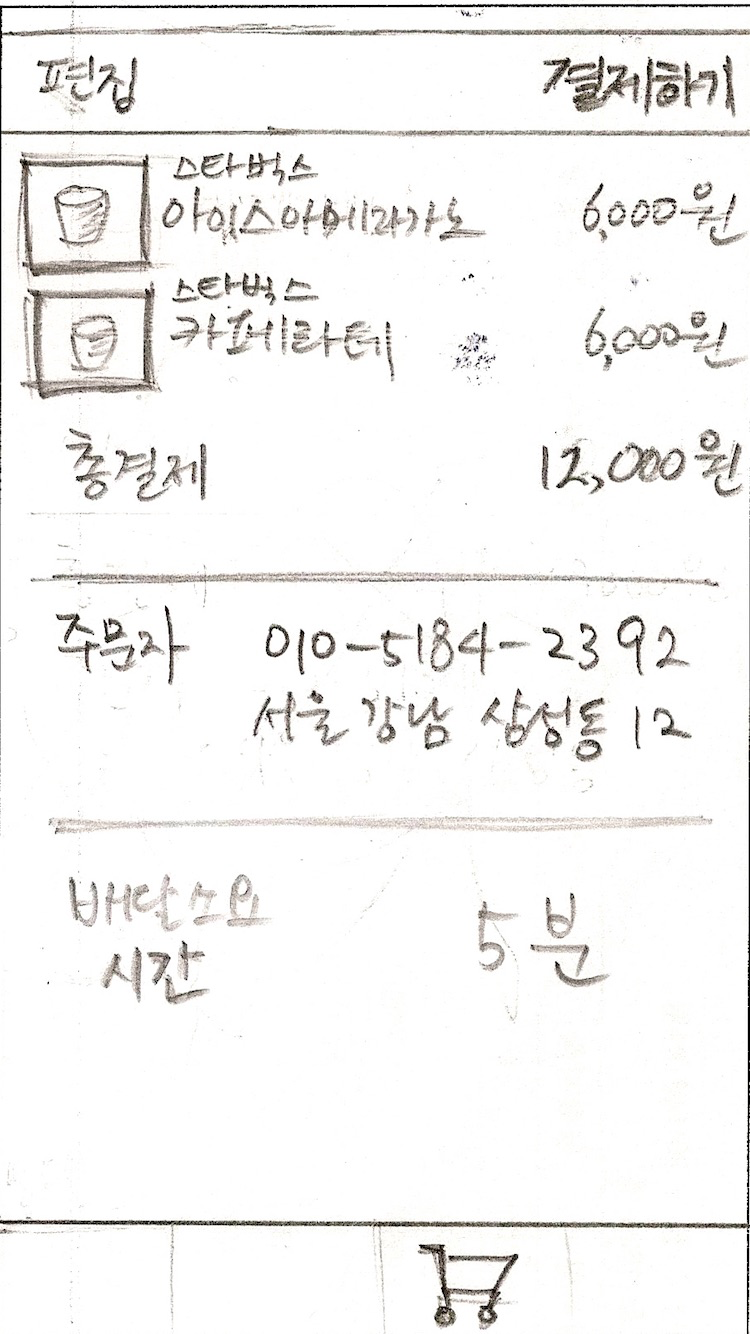 편집 결제하기
스타벅스
아이스아메리카노 6,000원
스타벅스
카페라떼 6,000원
총결제 12,000원
주문자 010-5184-2392
서울 강남 삼성동 12
배달소요
시간 5분